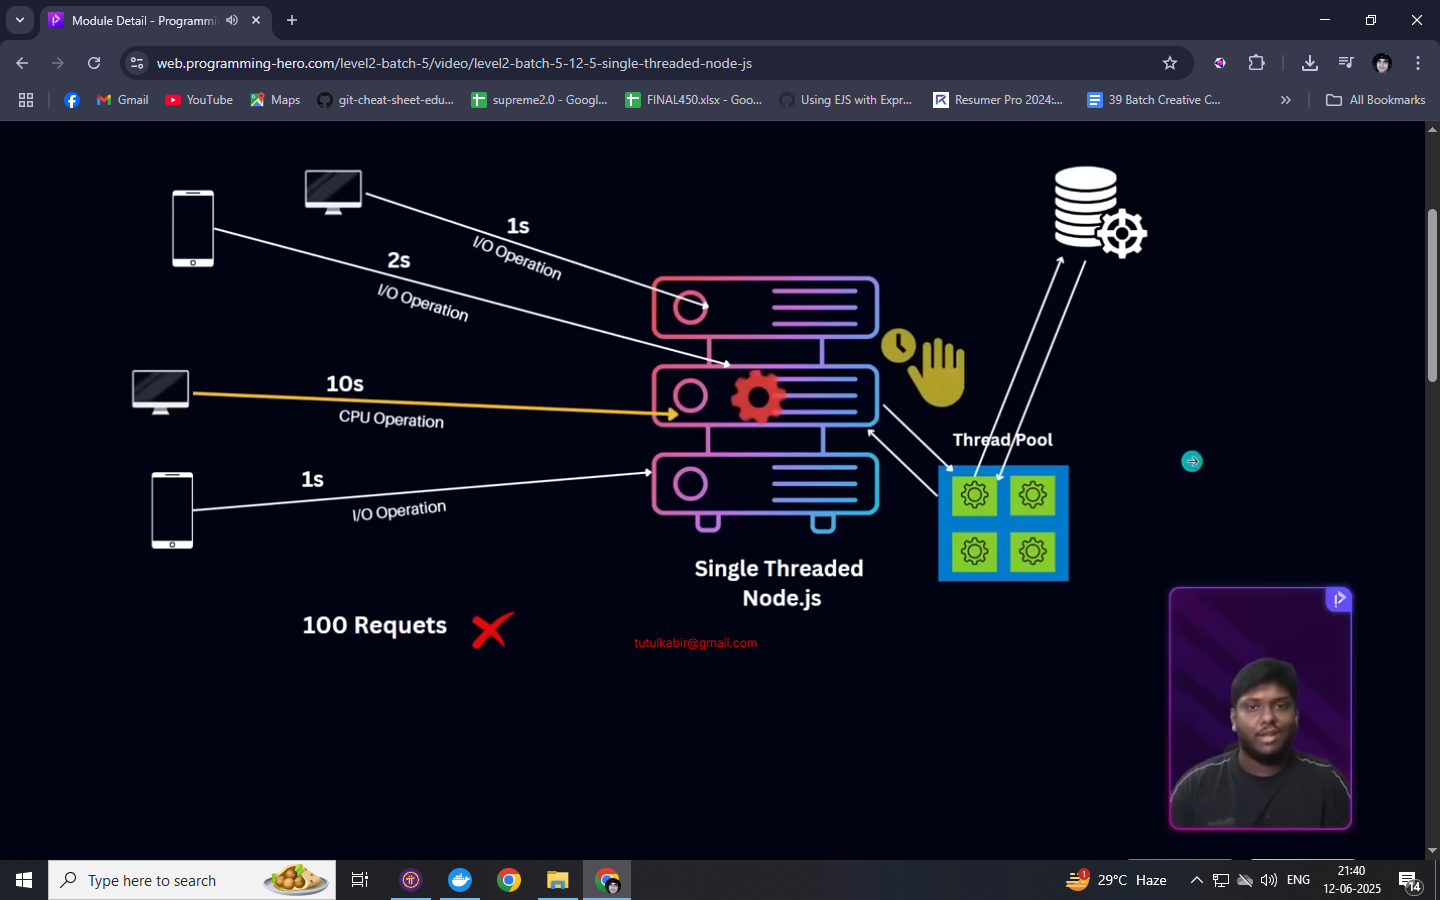 Module Detail - Programmi
web.programming-hero.com/level2-batch-5/video/level2-batch-5-12-5-single-threaded-node-js
Gmail
YouTube
Maps
git-cheat-sheet-edu...
supreme2.0 - Googl...
FINAL450.xlsx - Goo...
Using EJS with Expr...
Resumer Pro 2024:...
39 Batch Creative C...
»
All Bookmarks
1s
I/O Operation
2s
I/O Operation
10s
CPU Operation
1s
I/O Operation
Thread Pool
Single Threaded
Node.js
100 Requets
tutulkabir@gmail.com
Type here to search
1
29°C Haze
ENG
21:40
12-06-2025
14